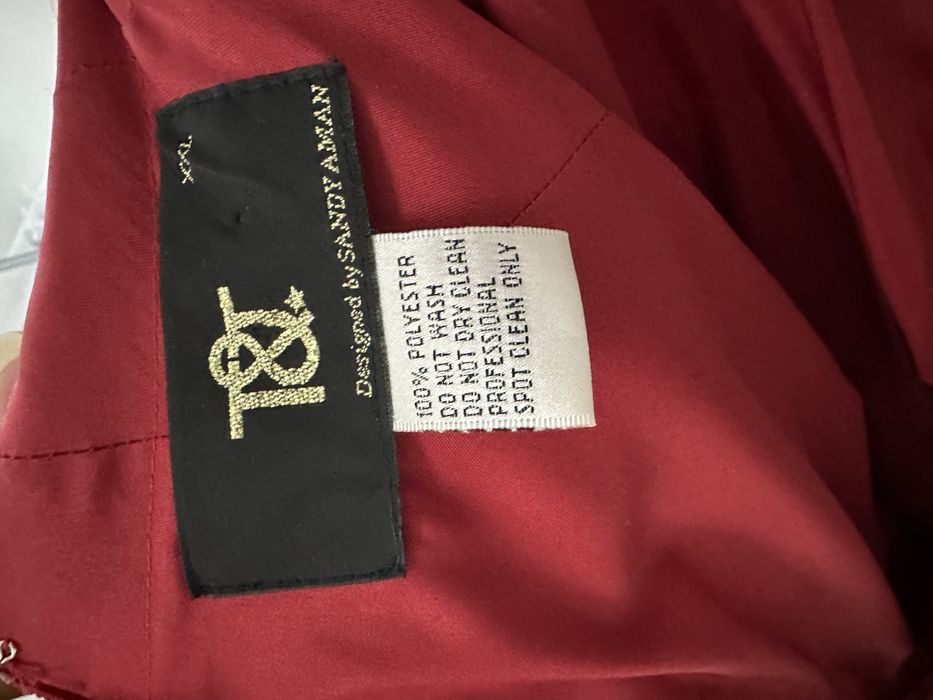 XXL
T&T
Designed by SANDY AMAN
100% POLYESTER
DO NOT WASH
DO NOT DRY CLEAN
PROFESSIONAL
SPOT CLEAN ONLY